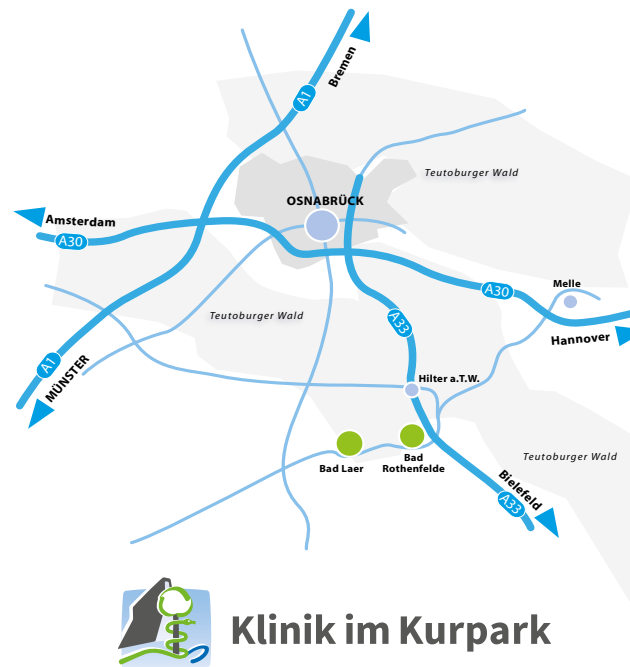 A1
Bremen
Teutoburger Wald
OSNABRÜCK
Amsterdam
A30
Melle
A30
Teutoburger Wald
A33
Hannover
A1
MÜNSTER
Hilter a.T.W.
Bad Laer
Bad
Rothenfelde
Teutoburger Wald
Bielefeld
A33
Klinik im Kurpark